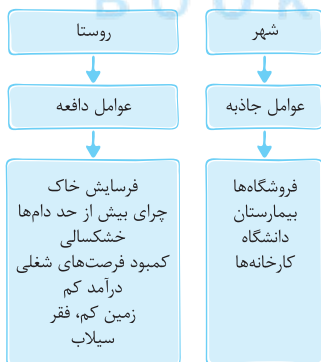 شهر
روستا
عوامل جاذبه
عوامل دافعه
فروشگاه‌ها
بیمارستان
دانشگاه
کارخانه‌ها
فرسایش خاک
چرای بیش از حد دام‌ها
خشکسالی
کمبود فرصت‌های شغلی
درآمد کم
زمین کم، فقر
سیلاب
BOOK